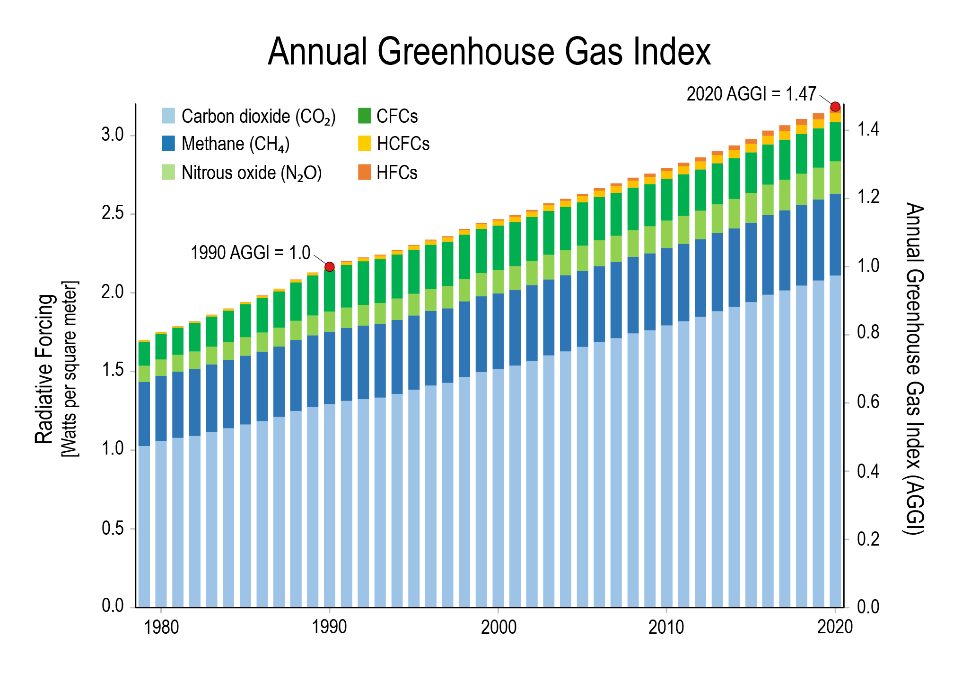 Annual Greenhouse Gas Index
2020 AGGI = 1.47
Carbon dioxide (CO₂)
Methane (CH₄)
Nitrous oxide (N₂O)
CFCs
HCFCs
HFCs
1990 AGGI = 1.0
Radiative Forcing
[Watts per square meter]
3.0
2.5
2.0
1.5
1.0
0.5
0.0
1.4
1.2
1.0
0.8
0.6
0.4
0.2
0.0
Annual Greenhouse Gas Index (AGGI)
1980
1990
2000
2010
2020